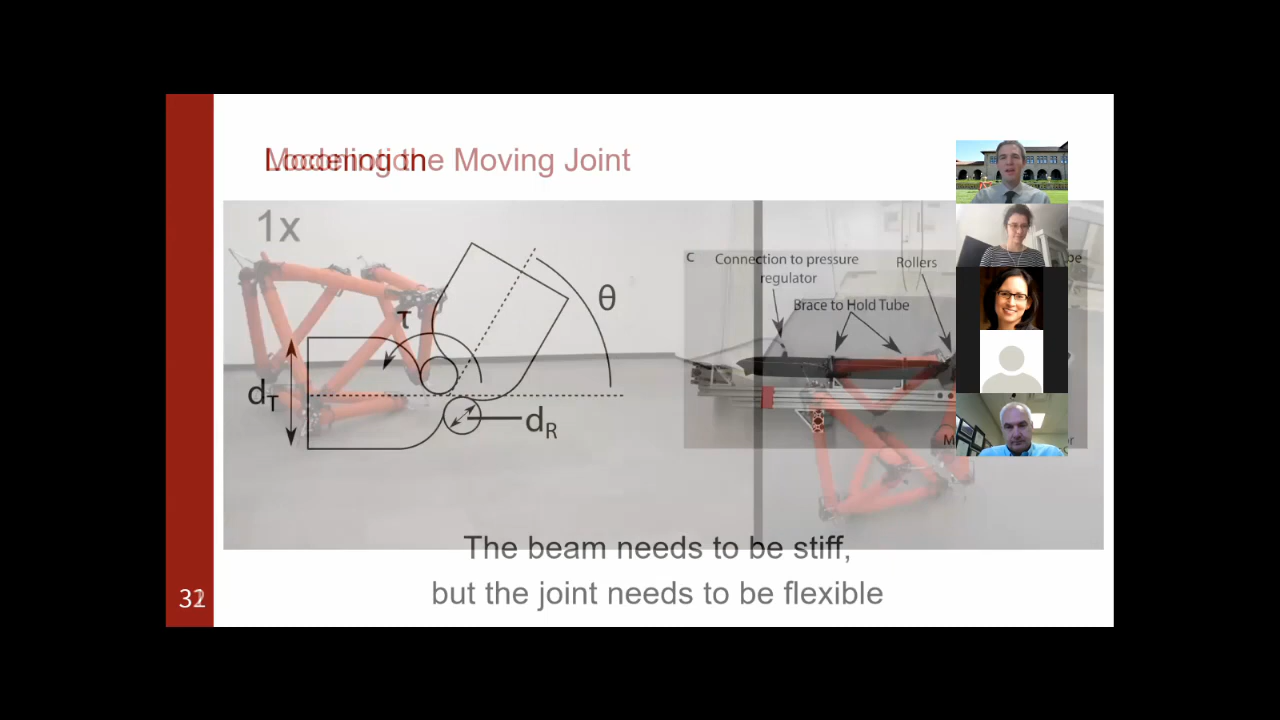 Locomotion
Modeling the Moving Joint
1x
C
Connection to pressure
regulator
Rollers
Brace to Hold Tube
τ
θ
dT
dR
The beam needs to be stiff,
but the joint needs to be flexible